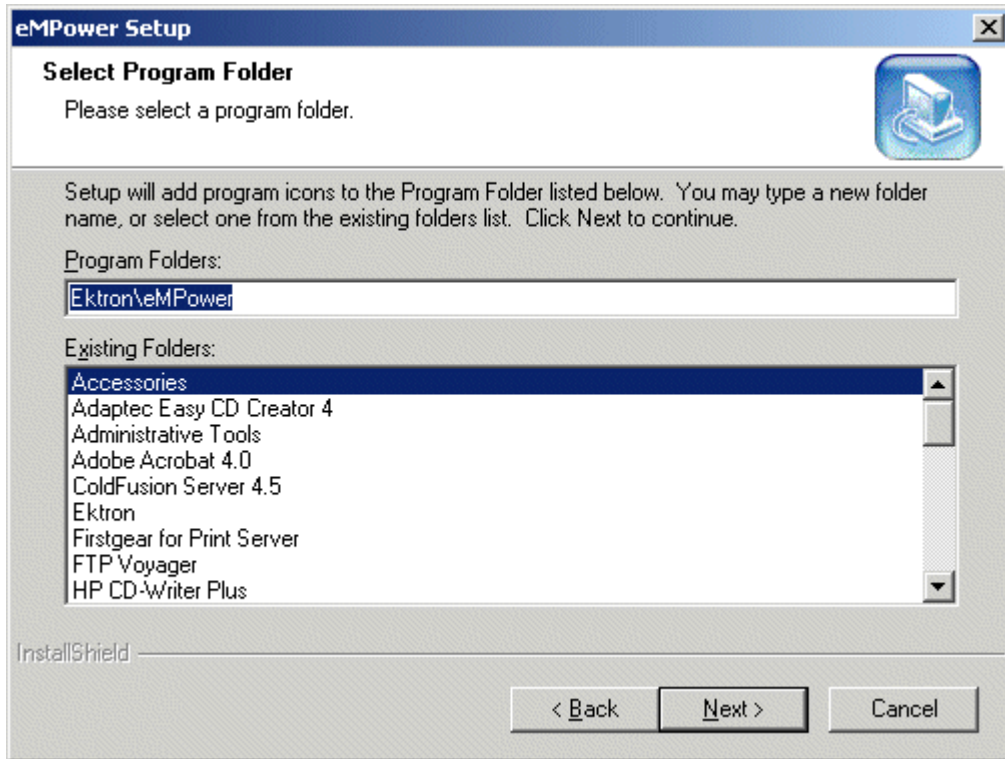 eMPower Setup
Select Program Folder
Please select a program folder.
Setup will add program icons to the Program Folder listed below.  You may type a new folder
name, or select one from the existing folders list.  Click Next to continue.
Program Folders:
Ektron\eMPower
Existing Folders:
Accessories
Adaptec Easy CD Creator 4
Administrative Tools
Adobe Acrobat 4.0
ColdFusion Server 4.5
Ektron
Firstgear for Print Server
FTP Voyager
HP CD-Writer Plus
InstallShield
< Back
Next >
Cancel